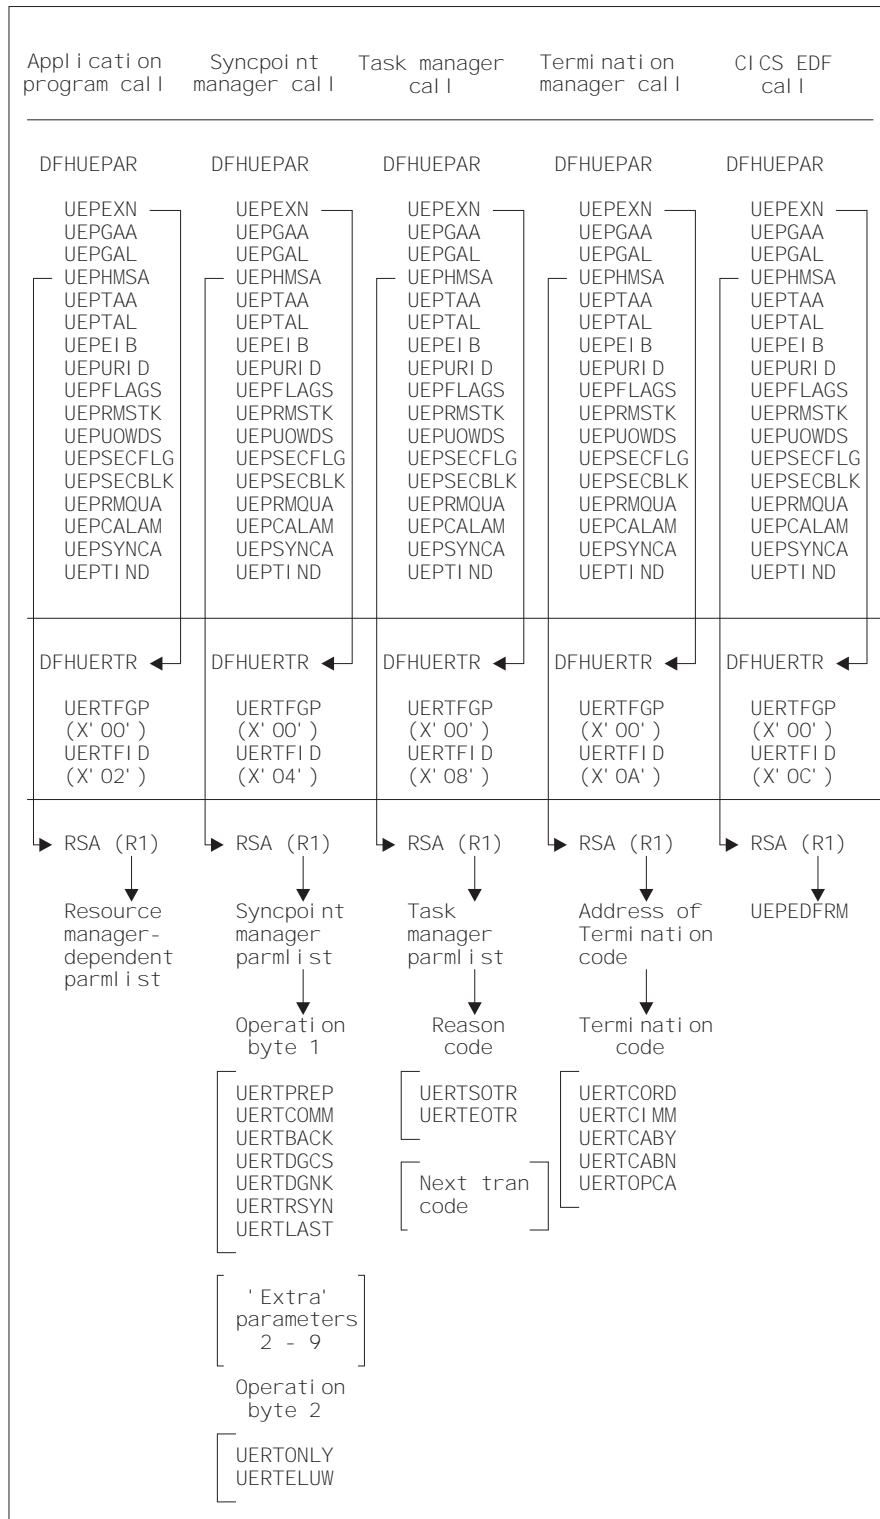 Application Syncpoint Task manager Termination CICS EDF
program call manager call call manager call call
DFHUEPAR DFHUEPAR DFHUEPAR DFHUEPAR DFHUEPAR
UEPEXN UEPEXN UEPEXN UEPEXN UEPEXN
UEPGAA UEPGAA UEPGAA UEPGAA UEPGAA
UEPGAL UEPGAL UEPGAL UEPGAL UEPGAL
UEPHMSA UEPHMSA UEPHMSA UEPHMSA UEPHMSA
UEPTAA UEPTAA UEPTAA UEPTAA UEPTAA
UEPTAL UEPTAL UEPTAL UEPTAL UEPTAL
UEPEIB UEPEIB UEPEIB UEPEIB UEPEIB
UEPURID UEPURID UEPURID UEPURID UEPURID
UEPFLAGS UEPFLAGS UEPFLAGS UEPFLAGS UEPFLAGS
UEPRMSTK UEPRMSTK UEPRMSTK UEPRMSTK UEPRMSTK
UEPUOWDS UEPUOWDS UEPUOWDS UEPUOWDS UEPUOWDS
UEPSECFLG UEPSECFLG UEPSECFLG UEPSECFLG UEPSECFLG
UEPSECBLK UEPSECBLK UEPSECBLK UEPSECBLK UEPSECBLK
UEPRMQUA UEPRMQUA UEPRMQUA UEPRMQUA UEPRMQUA
UEPCALAM UEPCALAM UEPCALAM UEPCALAM UEPCALAM
UEPSYNCA UEPSYNCA UEPSYNCA UEPSYNCA UEPSYNCA
UEPTIND UEPTIND UEPTIND UEPTIND UEPTIND
DFHUERTR DFHUERTR DFHUERTR DFHUERTR DFHUERTR
UERTFGP UERTFGP UERTFGP UERTFGP UERTFGP
(X'00') (X'00') (X'00') (X'00') (X'00')
UERTFID UERTFID UERTFID UERTFID UERTFID
(X'02') (X'04') (X'08') (X'0A') (X'0C')
RSA (R1) RSA (R1) RSA (R1) RSA (R1) RSA (R1)
Resource Syncpoint Task Address of UEPEDFRM
manager- manager manager Termination
dependent parmlist parmlist code
parmlist
Operation Reason Termination
byte 1 code code
UERTPREP UERTSOTR UERTCORD
UERTCOMM UERTEOTR UERTCIMM
UERTBACK UERTCABY
UERTDGCS UERTCABN
UERTDGNK Next tran UERTOPCA
UERTRSYN code
UERTLAST
'Extra'
parameters
2 - 9
Operation
byte 2
UERTONLY
UERTELUW